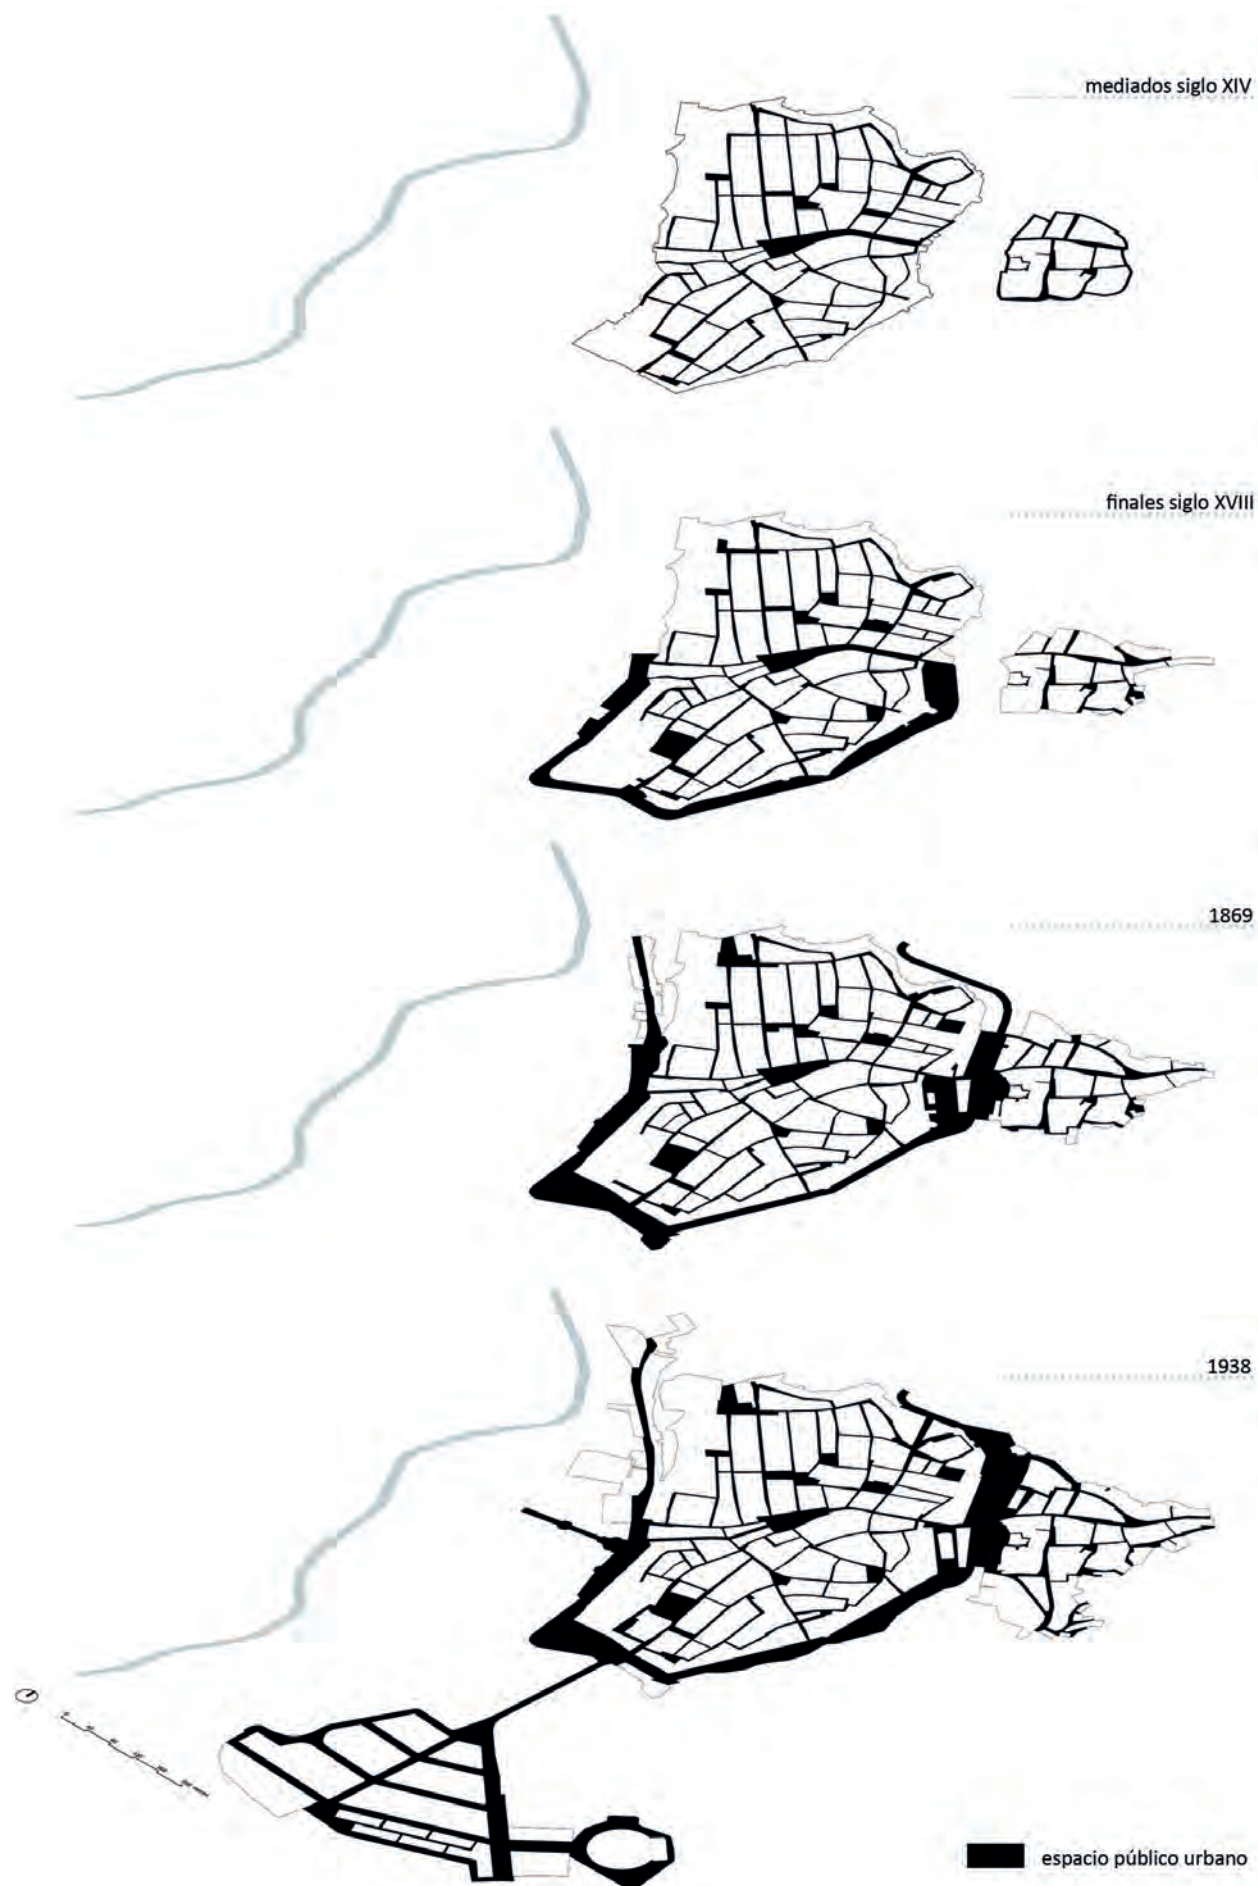 mediados siglo XIV
finales siglo XVIII
1869
1938
espacio público urbano